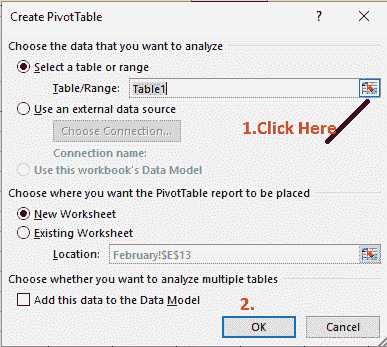 Create PivotTable ? ×
Choose the data that you want to analyze
Select a table or range
Table/Range: Table1
Use an external data source
Choose Connection...
1.Click Here
Connection name:
Use this workbook's Data Model
Choose where you want the PivotTable report to be placed
New Worksheet
Existing Worksheet
Location: February!$E$13
Choose whether you want to analyze multiple tables
Add this data to the Data Model
2.
OK Cancel